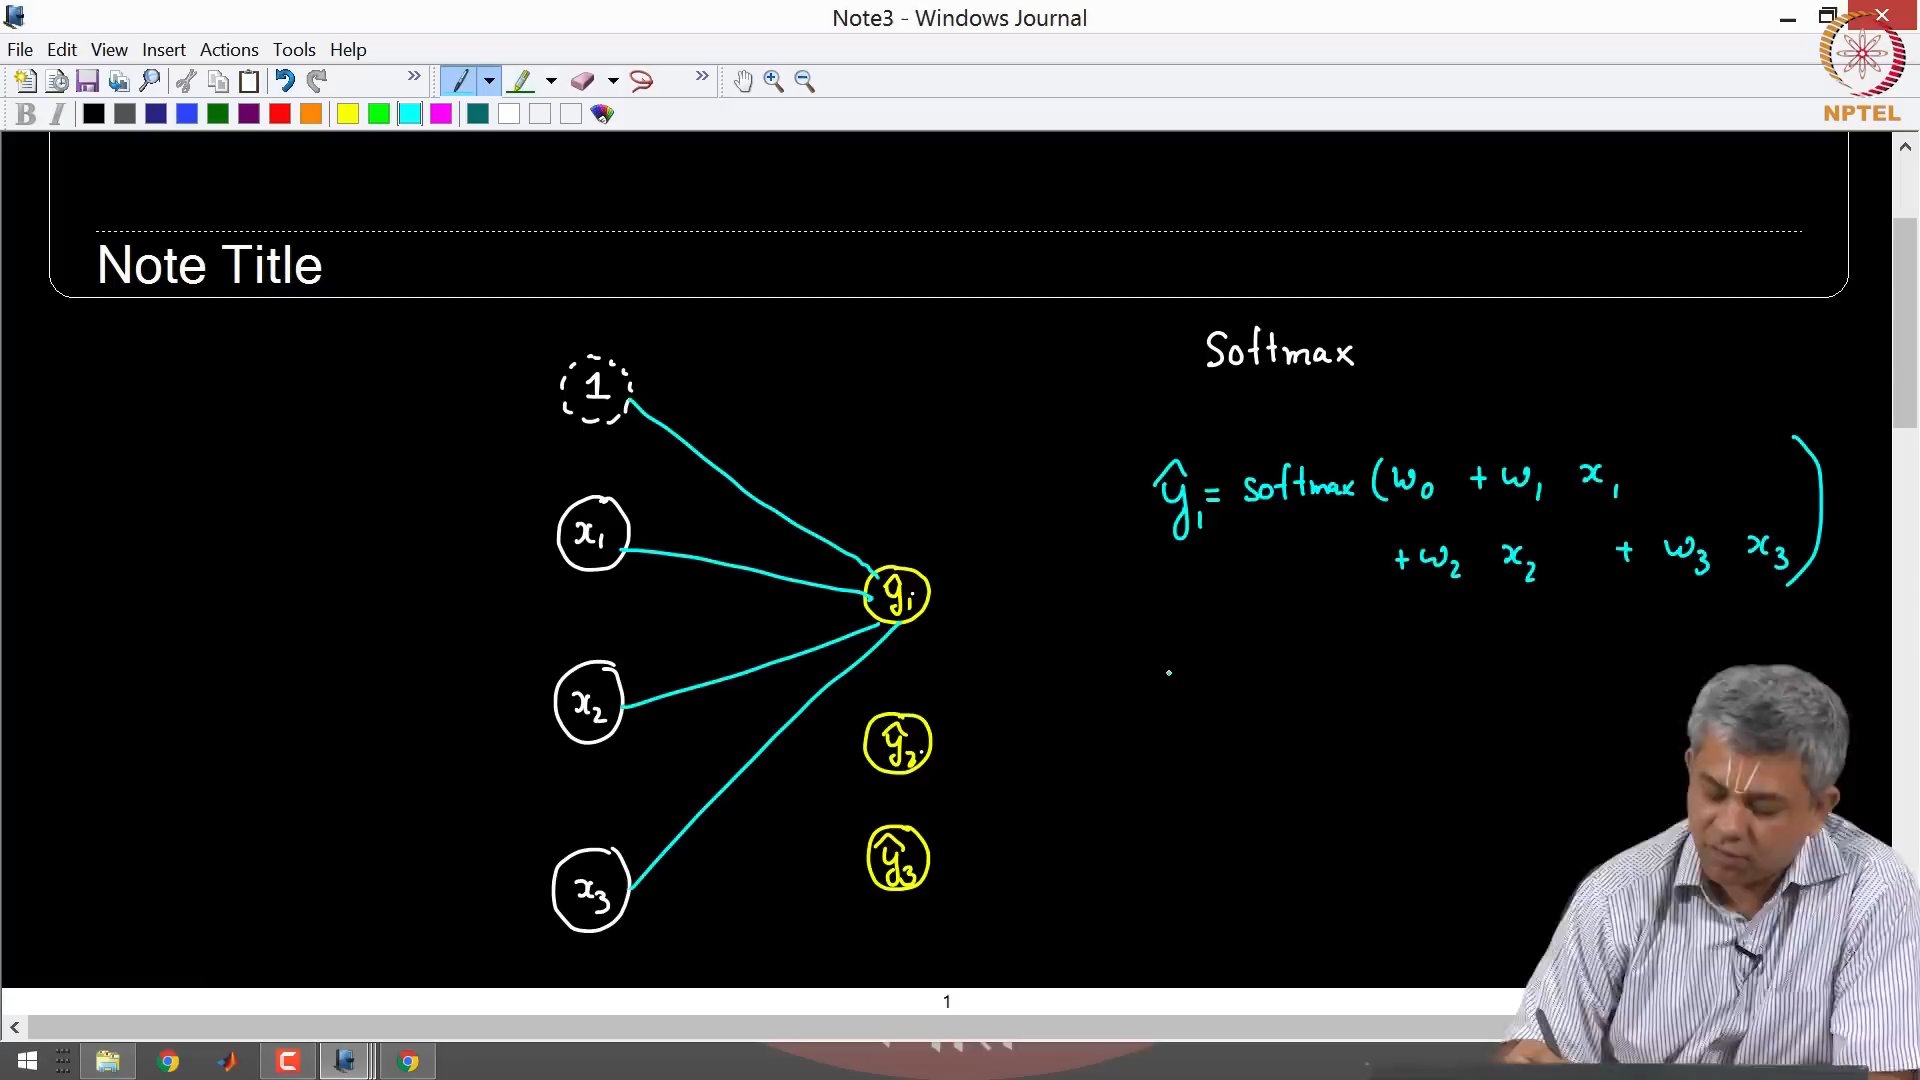 Note3 - Windows Journal
File Edit View Insert Actions Tools Help
B I
NPTEL
Note Title
Softmax
1
x₁
x₂
x₃
ŷ₁
ŷ₂
ŷ₃
ŷ₁ = softmax (w₀ + w₁ x₁
+ w₂ x₂ + w₃ x₃)
1